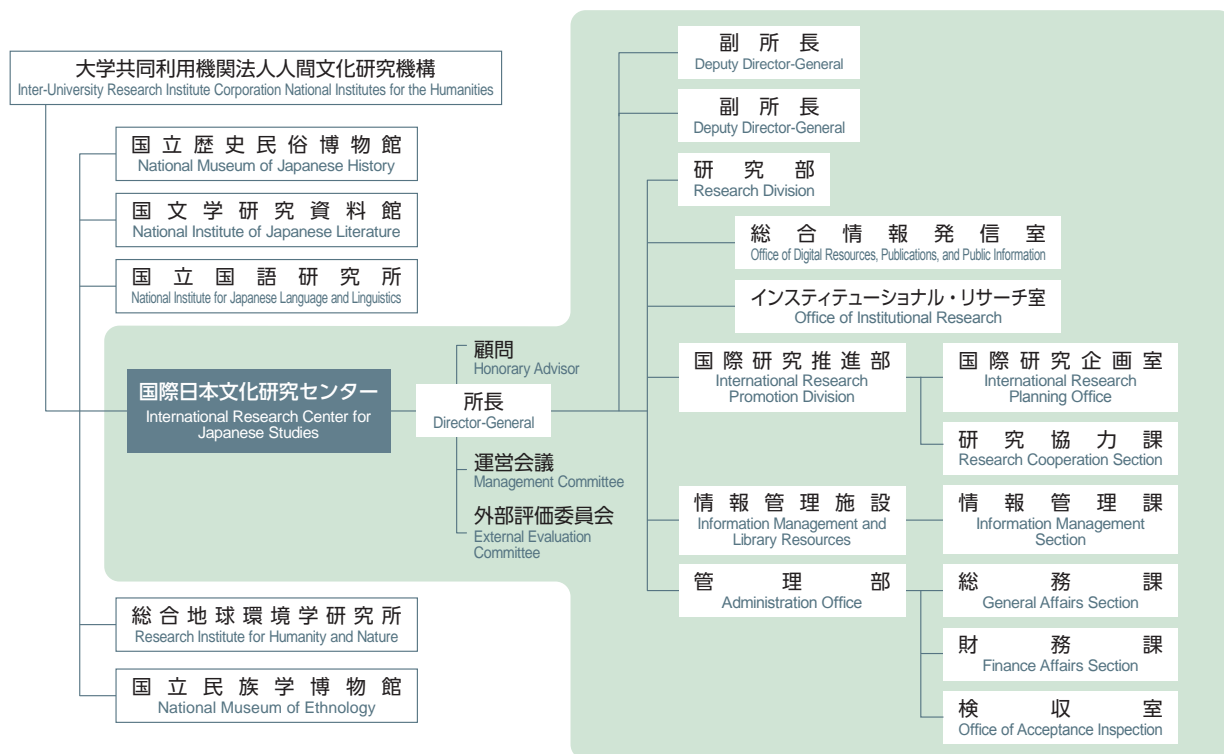 大学共同利用機関法人人間文化研究機構
Inter-University Research Institute Corporation National Institutes for the Humanities
国立歴史民俗博物館
National Museum of Japanese History
国文学研究資料館
National Institute of Japanese Literature
国立国語研究所
National Institute for Japanese Language and Linguistics
国際日本文化研究センター
International Research Center for
Japanese Studies
総合地球環境学研究所
Research Institute for Humanity and Nature
国立民族学博物館
National Museum of Ethnology
顧問
Honorary Advisor
所長
Director-General
運営会議
Management Committee
外部評価委員会
External Evaluation
Committee
副所長
Deputy Director-General
副所長
Deputy Director-General
研究部
Research Division
総合情報発信室
Office of Digital Resources, Publications, and Public Information
インスティテューショナル・リサーチ室
Office of Institutional Research
国際研究推進部
International Research
Promotion Division
国際研究企画室
International Research
Planning Office
研究協力課
Research Cooperation Section
情報管理施設
Information Management and
Library Resources
情報管理課
Information Management
Section
管理部
Administration Office
総務課
General Affairs Section
財務課
Finance Affairs Section
検収室
Office of Acceptance Inspection